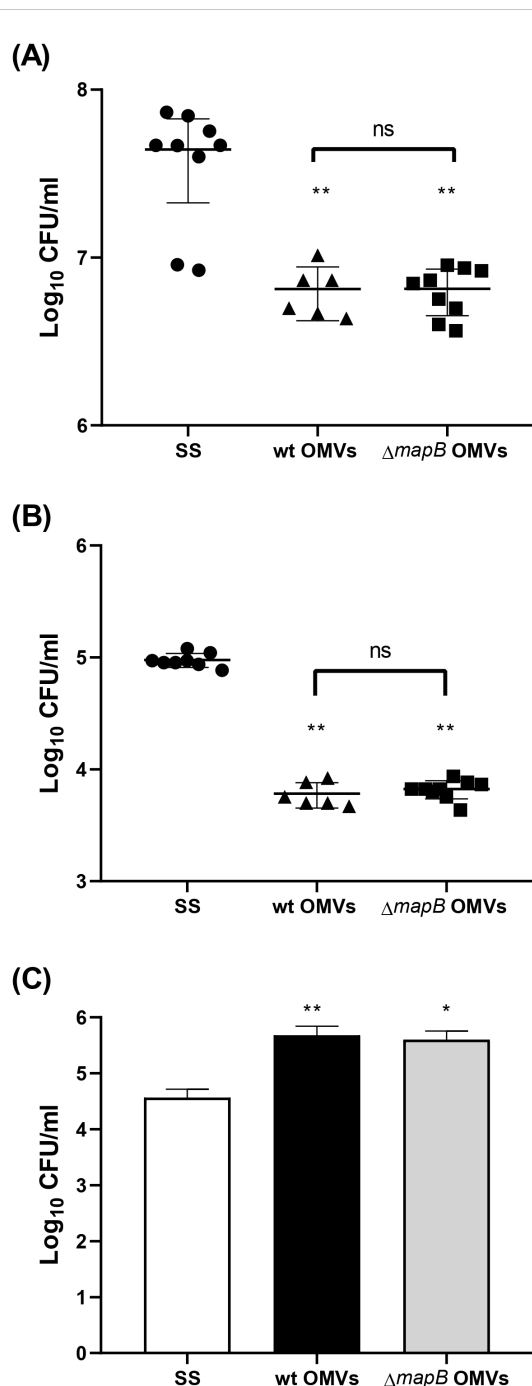 (A)
8
7
6
Log10 CFU/ml
ns
**
**
SS
wt OMVs
ΔmapB OMVs
(B)
6
5
4
3
Log10 CFU/ml
ns
**
**
SS
wt OMVs
ΔmapB OMVs
(C)
6
5
4
3
2
1
0
Log10 CFU/ml
**
*
SS
wt OMVs
ΔmapB OMVs